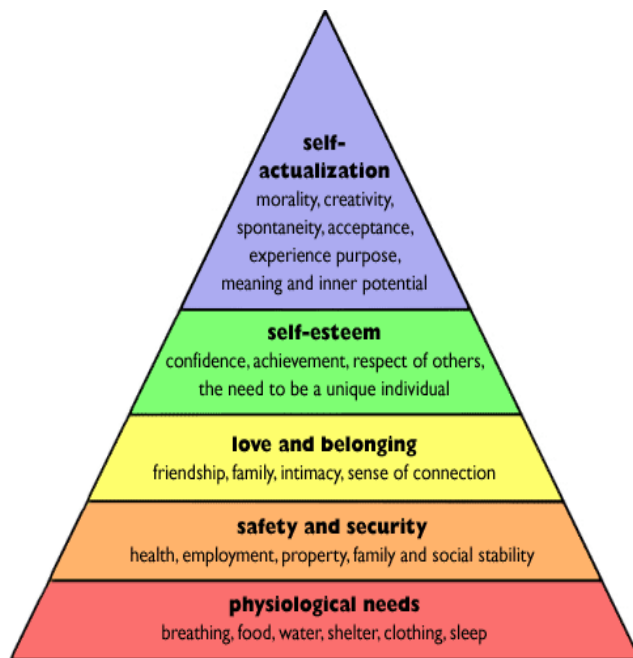 self-
actualization
morality, creativity,
spontaneity, acceptance,
experience purpose,
meaning and inner potential
self-esteem
confidence, achievement, respect of others,
the need to be a unique individual
love and belonging
friendship, family, intimacy, sense of connection
safety and security
health, employment, property, family and social stability
physiological needs
breathing, food, water, shelter, clothing, sleep